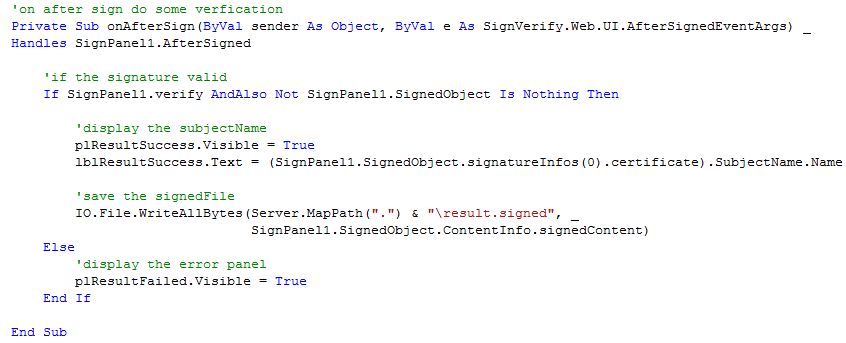 'on after sign do some verfication
Private Sub onAfterSign(ByVal sender As Object, ByVal e As SignVerify.Web.UI.AfterSignedEventArgs) _
Handles SignPanel1.AfterSigned
'if the signature valid
If SignPanel1.verify AndAlso Not SignPanel1.SignedObject Is Nothing Then
'display the subjectName
plResultSuccess.Visible = True
lblResultSuccess.Text = (SignPanel1.SignedObject.signatureInfos(0).certificate).SubjectName.Name
'save the signedFile
IO.File.WriteAllBytes(Server.MapPath(".") & "\result.signed", _
SignPanel1.SignedObject.ContentInfo.signedContent)
Else
'display the error panel
plResultFailed.Visible = True
End If
End Sub